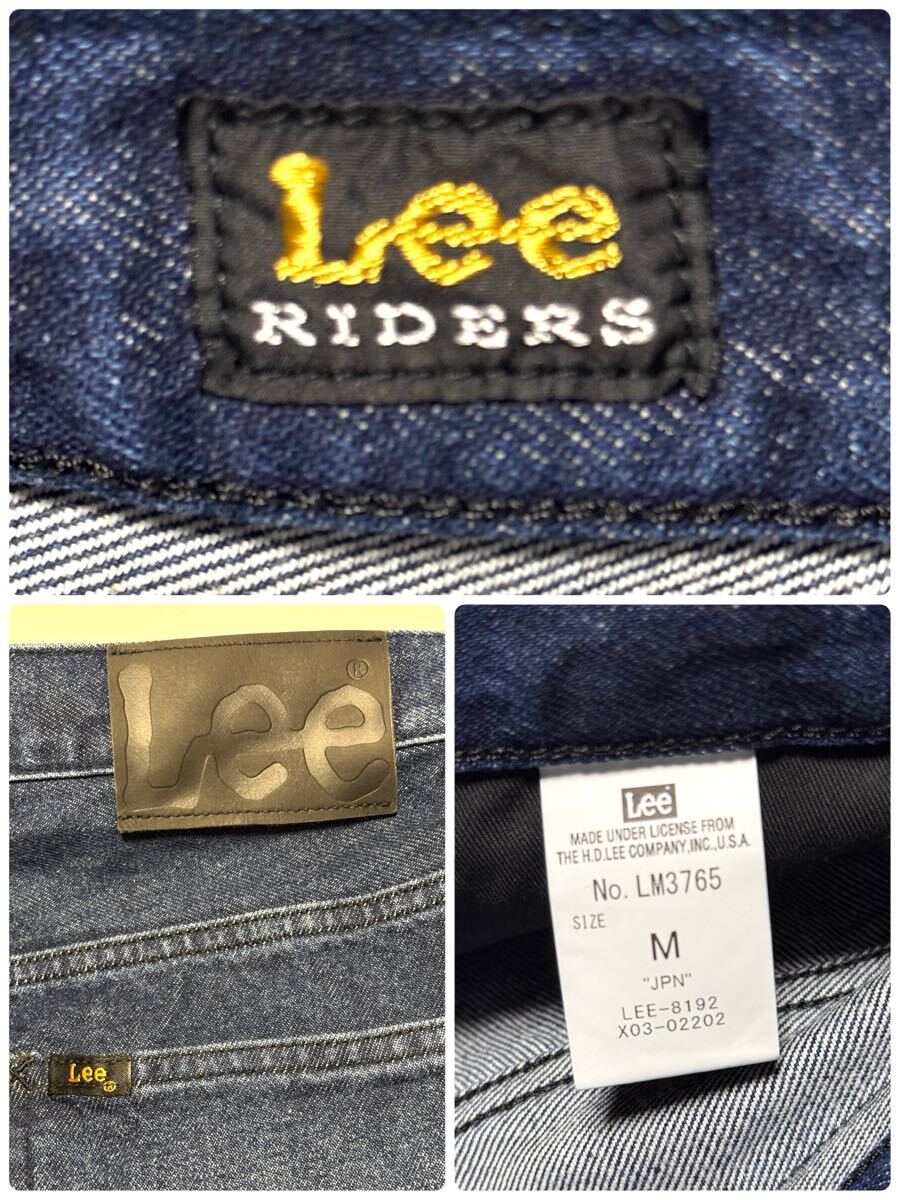 Lee
RIDERS
Lee®
Lee®
Lee
MADE UNDER LICENSE FROM
THE H.D.LEE COMPANY,INC.,U.S.A.
No. LM3765
SIZE
M
"JPN"
LEE-8192
X03-02202